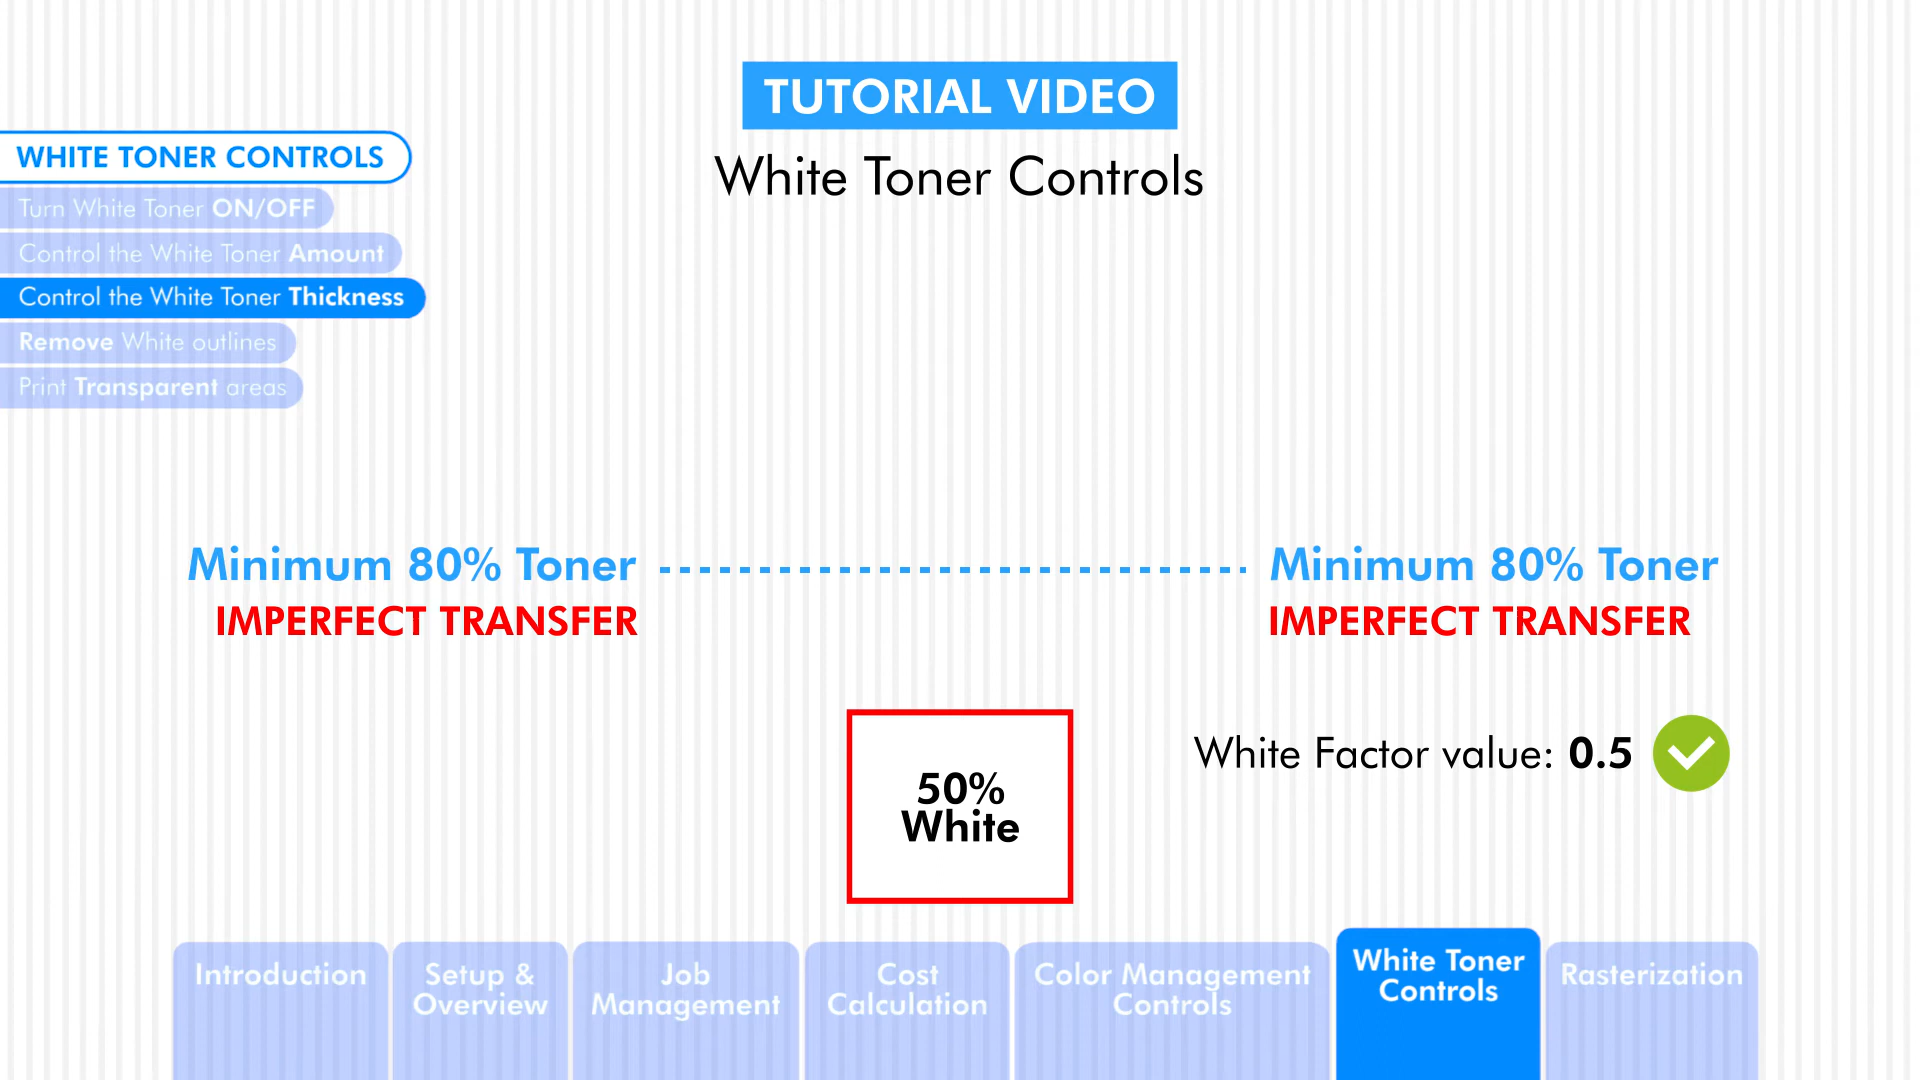 TUTORIAL VIDEO
White Toner Controls
WHITE TONER CONTROLS
Turn White Toner ON/OFF
Control the White Toner Amount
Control the White Toner Thickness
Remove White outlines
Print Transparent areas
Minimum 80% Toner
IMPERFECT TRANSFER
Minimum 80% Toner
IMPERFECT TRANSFER
50%
White
White Factor value: 0.5
Introduction
Setup &
Overview
Job
Management
Cost
Calculation
Color Management
Controls
White Toner
Controls
Rasterization